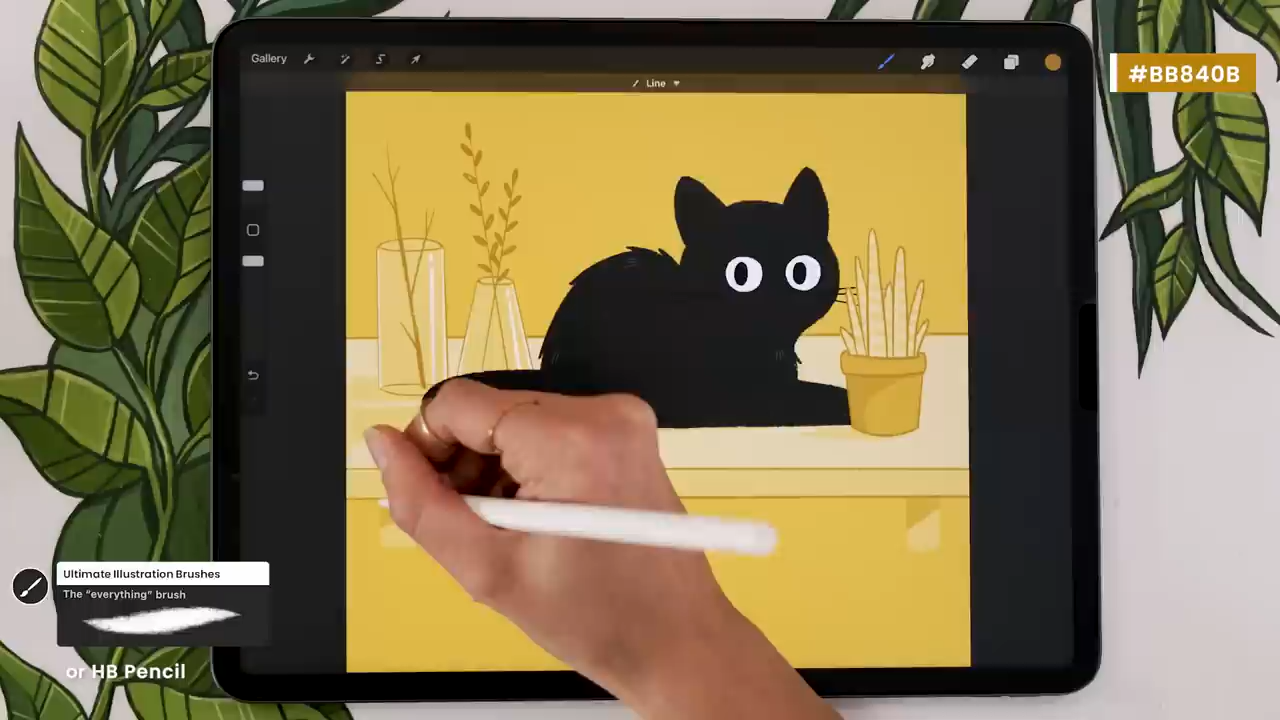 Gallery
Line
#BB840B
Ultimate Illustration Brushes
The "everything" brush
or HB Pencil